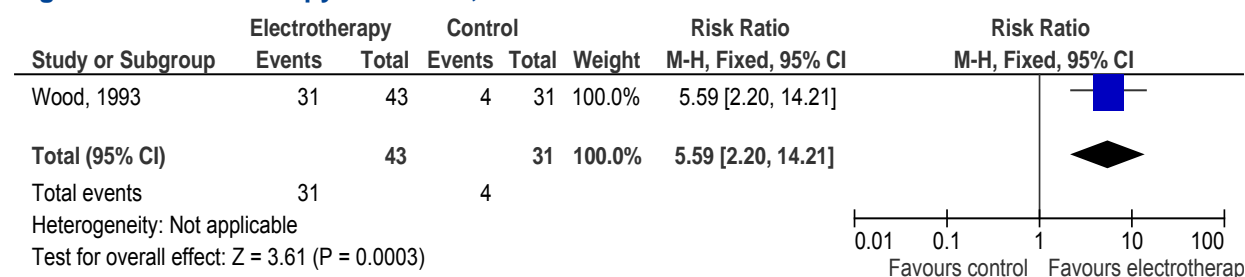 Electrotherapy Control Risk Ratio Risk Ratio
Study or Subgroup Events Total Events Total Weight M-H, Fixed, 95% CI M-H, Fixed, 95% CI
Wood, 1993 31 43 4 31 100.0% 5.59 [2.20, 14.21]
Total (95% CI) 43 31 100.0% 5.59 [2.20, 14.21]
Total events 31 4
Heterogeneity: Not applicable
Test for overall effect: Z = 3.61 (P = 0.0003)
0.01 0.1 1 10 100
Favours control Favours electrotherap